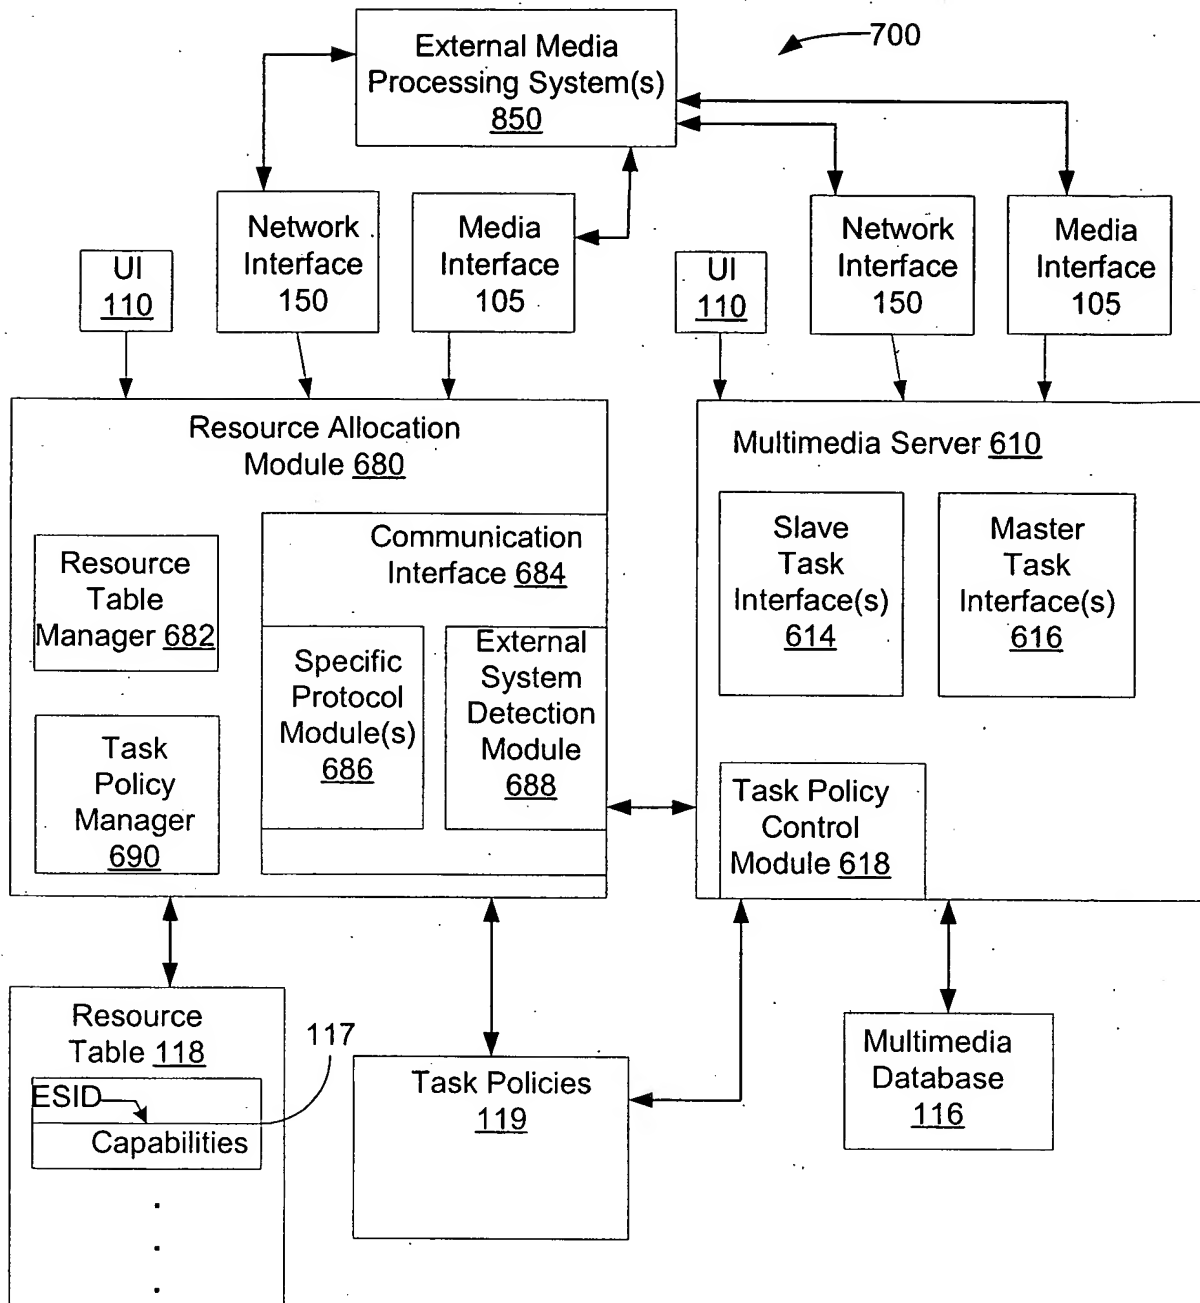 External Media
Processing System(s)
850
700
Network
Interface
150
Media
Interface
105
UI
110
Network
Interface
150
Media
Interface
105
UI
110
Resource Allocation
Module 680
Resource
Table
Manager 682
Communication
Interface 684
Specific
Protocol
Module(s)
686
External
System
Detection
Module
688
Task
Policy
Manager
690
Multimedia Server 610
Slave
Task
Interface(s)
614
Master
Task
Interface(s)
616
Task Policy
Control
Module 618
Resource
Table 118
117
ESID
Capabilities
Task Policies
119
Multimedia
Database
116